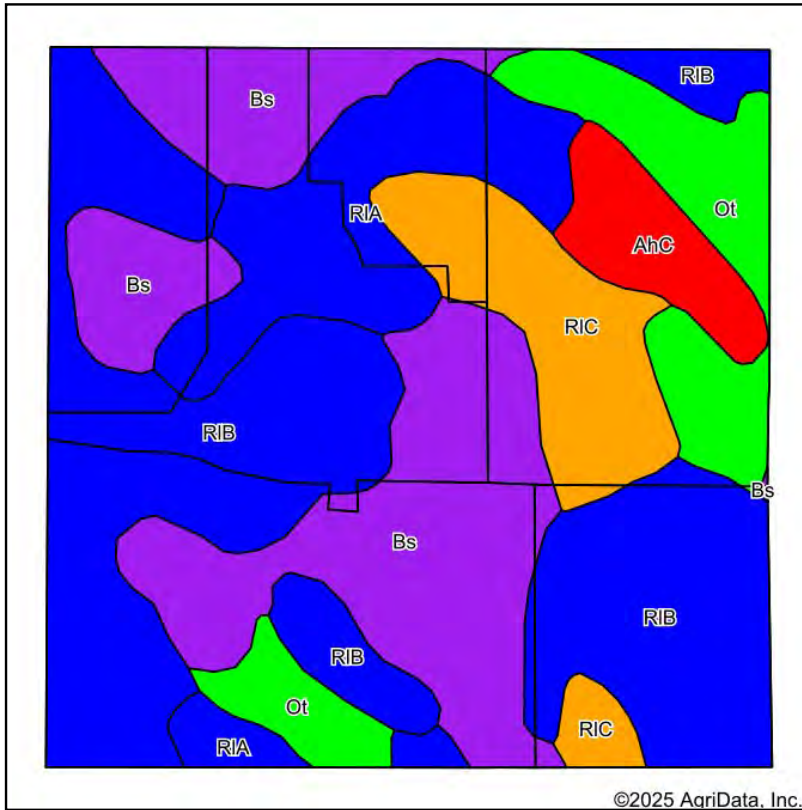 RIB
Bs
RIA
Ot
AhC
Bs
RIC
RIB
Bs
Bs
RIB
RIB
Ot
RIC
RIA
©2025 AgriData, Inc.